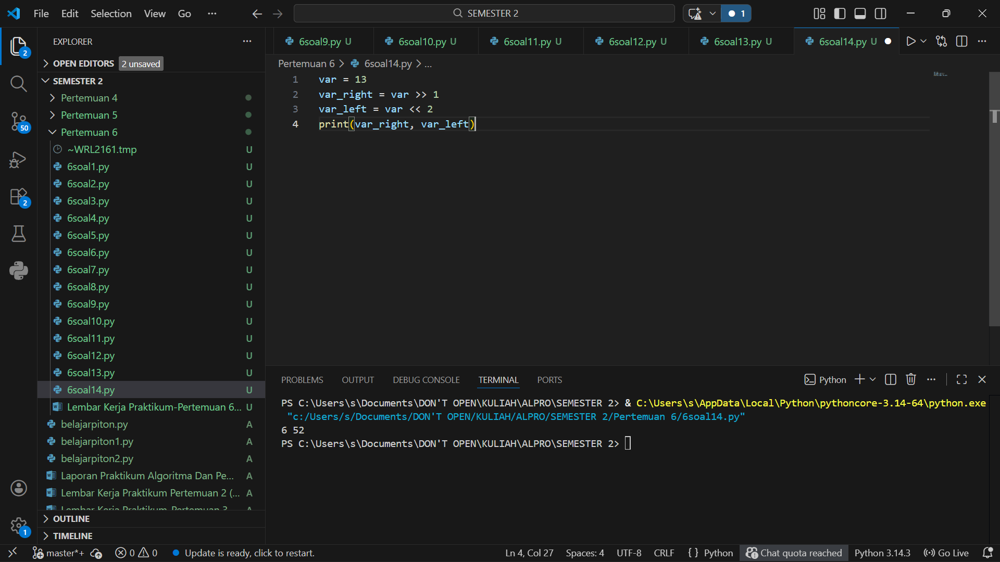 File Edit Selection View Go ... SEMESTER 2 1
EXPLORER ...
OPEN EDITORS 2 unsaved
SEMESTER 2
Pertemuan 4
Pertemuan 5
Pertemuan 6
~WRL2161.tmp U
6soal1.py U
6soal2.py U
6soal3.py U
6soal4.py U
6soal5.py U
6soal6.py U
6soal7.py U
6soal8.py U
6soal9.py U
6soal10.py U
6soal11.py U
6soal12.py U
6soal13.py U
6soal14.py U
Lembar Kerja Praktikum-Pertemuan 6... U
belajarpiton.py A
belajarpiton1.py A
belajarpiton2.py A
Laporan Praktikum Algoritma Dan Pe... A
Lembar Kerja Praktikum Pertemuan 2 (... A
Lembar Kerja Praktikum-Pertemuan 3 A
OUTLINE
TIMELINE
2
50
2
1
6soal9.py U 6soal10.py U 6soal11.py U 6soal12.py U 6soal13.py U 6soal14.py U
Pertemuan 6 > 6soal14.py > ...
1 var = 13
2 var_right = var >> 1
3 var_left = var << 2
4 print(var_right, var_left)
PROBLEMS OUTPUT DEBUG CONSOLE TERMINAL PORTS Python
PS C:\Users\s\Documents\DON'T OPEN\KULIAH\ALPRO\SEMESTER 2> & C:\Users\s\AppData\Local\Python\pythoncore-3.14-64\python.exe
"c:/Users/s/Documents/DON'T OPEN/KULIAH/ALPRO/SEMESTER 2/Pertemuan 6/6soal14.py"
6 52
PS C:\Users\s\Documents\DON'T OPEN\KULIAH\ALPRO\SEMESTER 2>
master*+ 0 0 Update is ready, click to restart. Ln 4, Col 27 Spaces: 4 UTF-8 CRLF { } Python Chat quota reached Python 3.14.3 Go Live